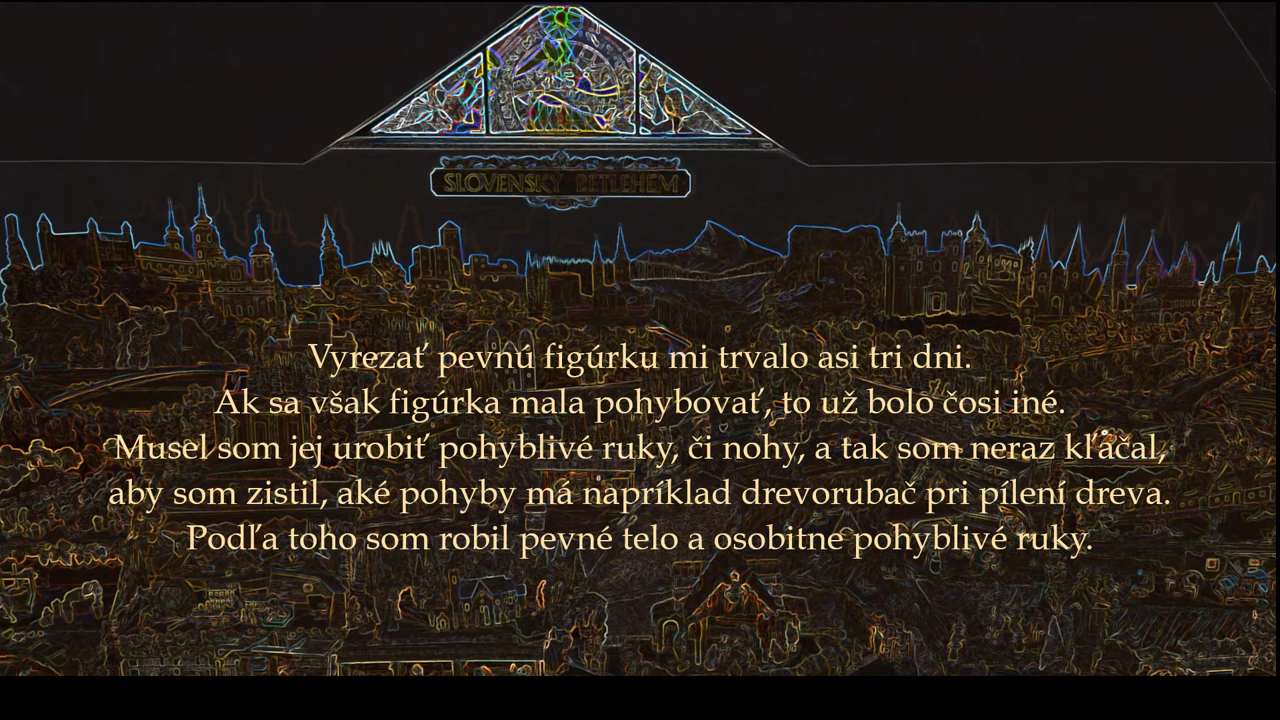 SLOVENSKÝ BETLEHEM
Vyrezať pevnú figúrku mi trvalo asi tri dni.
Ak sa však figúrka mala pohybovať, to už bolo čosi iné.
Musel som jej urobiť pohyblivé ruky, či nohy, a tak som neraz kľačal,
aby som zistil, aké pohyby má napríklad drevorubač pri pílení dreva.
Podľa toho som robil pevné telo a osobitne pohyblivé ruky.